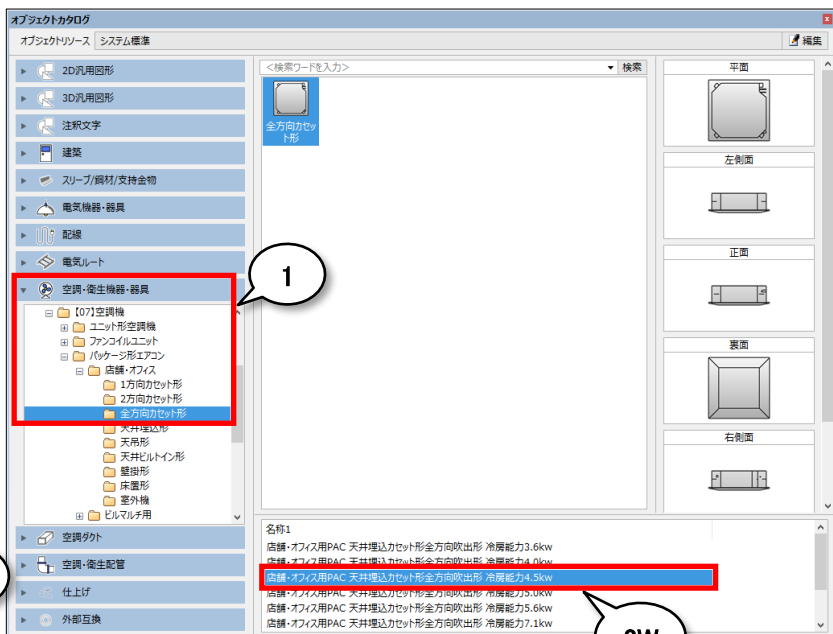 オブジェクトカタログ
オブジェクトリソース システム標準 編集
2D汎用図形
3D汎用図形
注釈文字
建築
スリーブ/鋼材/支持金物
電気機器・器具
配線
電気ルート
空調・衛生機器・器具
【07】空調機
ユニット形空調機
ファンコイルユニット
パッケージ形エアコン
店舗・オフィス
1方向カセット形
2方向カセット形
全方向カセット形
天井埋込形
天吊形
天井ビルトイン形
壁掛形
床置形
室外機
ビルマルチ用
空調ダクト
空調・衛生配管
仕上げ
外部互換
1
<検索ワードを入力> 検索
全方向カセッ
ト形
平面
左側面
正面
裏面
右側面
名称1
店舗・オフィス用PAC 天井埋込カセット形全方向吹出形 冷房能力3.6kw
店舗・オフィス用PAC 天井埋込カセット形全方向吹出形 冷房能力4.0kw
店舗・オフィス用PAC 天井埋込カセット形全方向吹出形 冷房能力4.5kw
店舗・オフィス用PAC 天井埋込カセット形全方向吹出形 冷房能力5.0kw
店舗・オフィス用PAC 天井埋込カセット形全方向吹出形 冷房能力5.6kw
店舗・オフィス用PAC 天井埋込カセット形全方向吹出形 冷房能力7.1kw